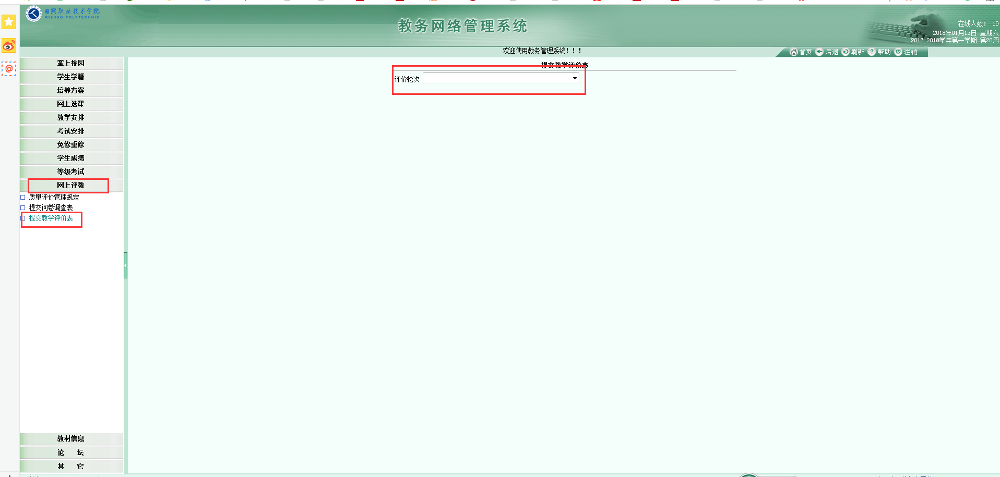 日照职业技术学院
RIZHAO POLYTECHNIC
教务网络管理系统
在线人数： 10
2018年01月13日 星期六
2017-2018学年第一学期 第20周
欢迎使用教务管理系统！！！
首页 后退 刷新 帮助 注销
掌上校园
学生学籍
培养方案
网上选课
教学安排
考试安排
免修重修
学生成绩
等级考试
网上评教
质量评价管理规定
提交问卷调查表
提交教学评价表
教材信息
论 坛
其 它
提交教学评价表
评价轮次